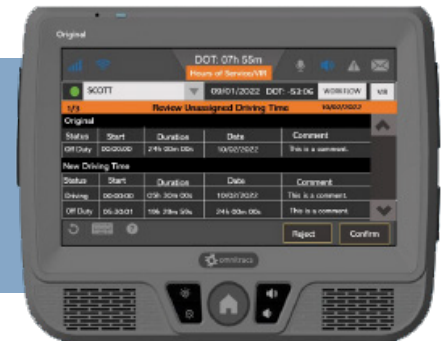 Original
DOT: 07h 55m
Hours of Service/VIR
SCOTT 09/01/2022 DOT: -53:06 WORKFLOW VIR
1/3 Review Unassigned Driving Time 10/02/2022
Original
Status Start Duration Date Comment
Off Duty 00:00:00 24h 00m 00s 10/02/2022 This is a comment.
New Driving Time
Status Start Duration Date Comment
Driving 00:00:00 05h 30m 00s 10/02/2022 This is a comment.
Off Duty 05:30:01 24h 00m 00s This is a comment.
Reject Confirm
omnitracs